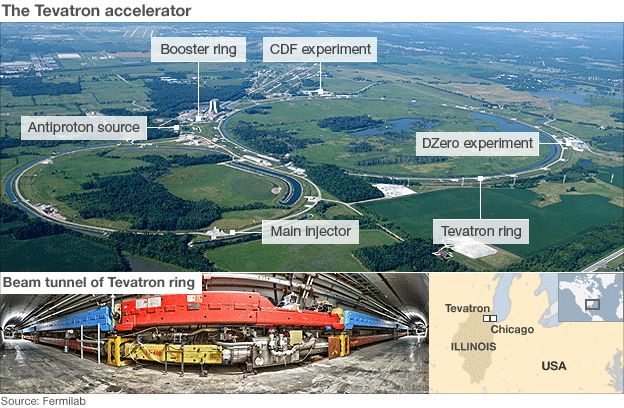 The Tevatron accelerator
Booster ring
CDF experiment
Antiproton source
DZero experiment
Main injector
Tevatron ring
Beam tunnel of Tevatron ring
Tevatron
Chicago
ILLINOIS
USA
Source: Fermilab